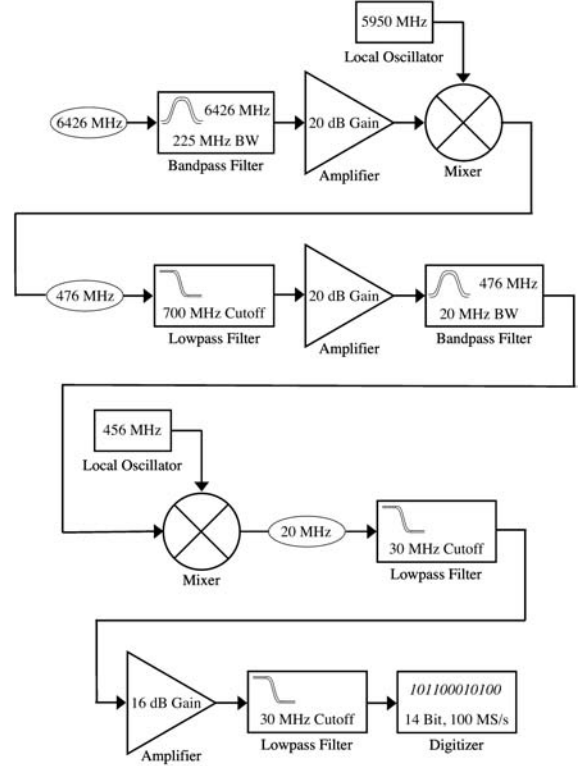 5950 MHz
Local Oscillator
6426 MHz
6426 MHz
225 MHz BW
Bandpass Filter
20 dB Gain
Amplifier
Mixer
476 MHz
700 MHz Cutoff
Lowpass Filter
20 dB Gain
Amplifier
476 MHz
20 MHz BW
Bandpass Filter
456 MHz
Local Oscillator
Mixer
20 MHz
30 MHz Cutoff
Lowpass Filter
16 dB Gain
Amplifier
30 MHz Cutoff
Lowpass Filter
101100010100
14 Bit, 100 MS/s
Digitizer